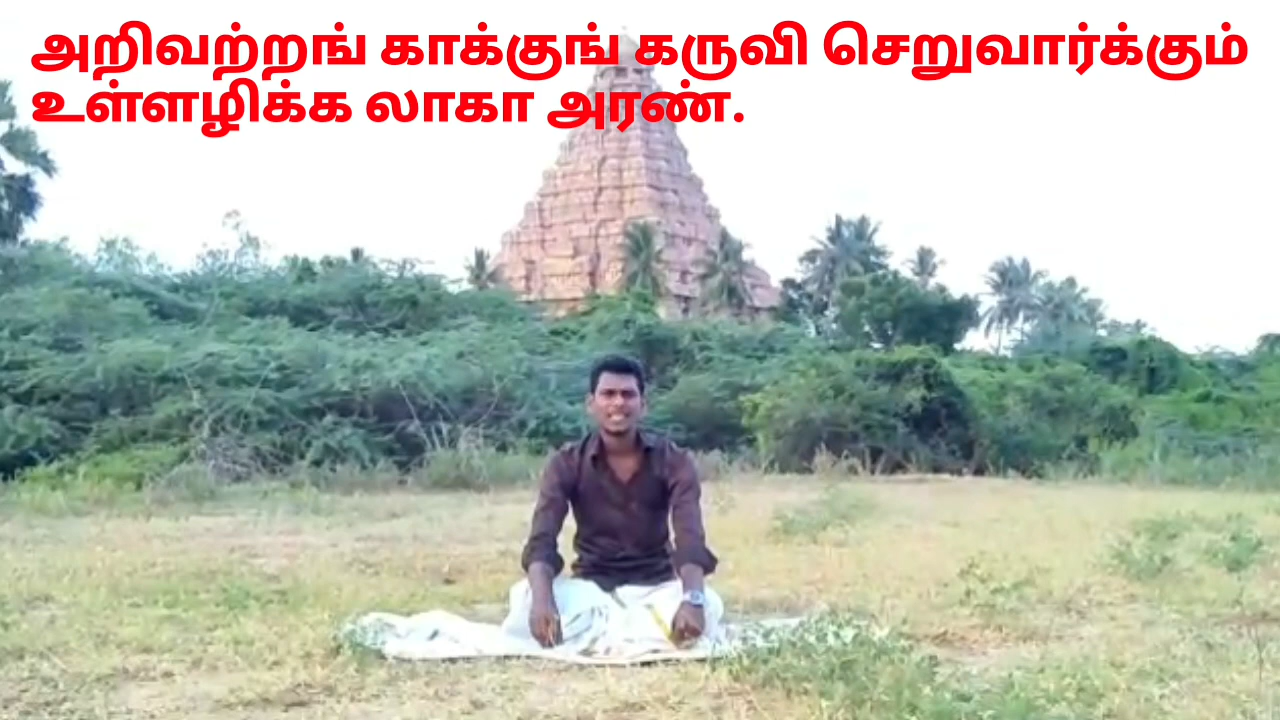 அறிவற்றங் காக்குங் கருவி செறுவார்க்கும்
உள்ளழிக்க லாகா அரண்.